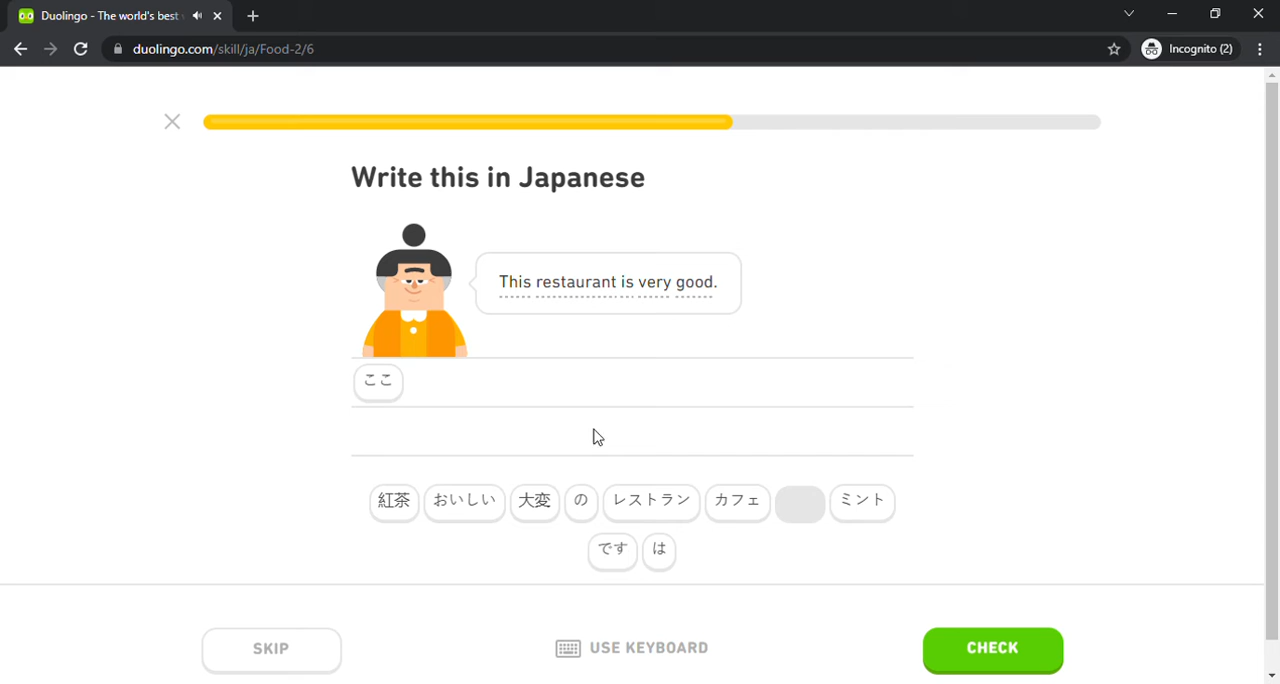 Duolingo - The world's best
duolingo.com/skill/ja/Food-2/6
Incognito (2)
Write this in Japanese
This restaurant is very good.
ここ
紅茶 おいしい 大変 の レストラン カフェ ミント
です は
SKIP
USE KEYBOARD
CHECK